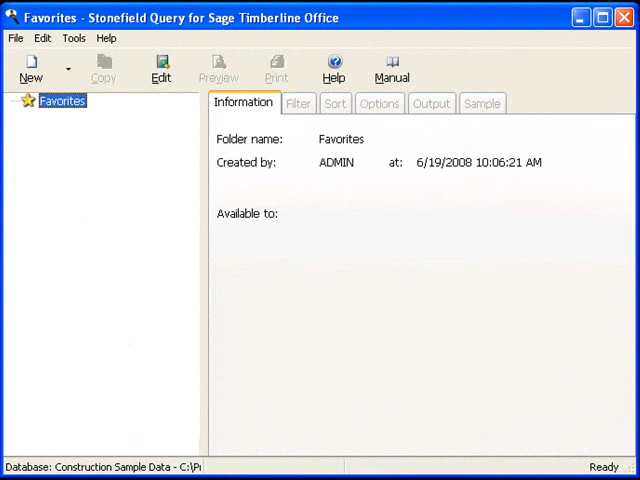 Favorites - Stonefield Query for Sage Timberline Office
File Edit Tools Help
New Copy Edit Preview Print Help Manual
Favorites
Information Filter Sort Options Output Sample
Folder name: Favorites
Created by: ADMIN at: 6/19/2008 10:06:21 AM
Available to:
Database: Construction Sample Data - C:\Pr
Ready